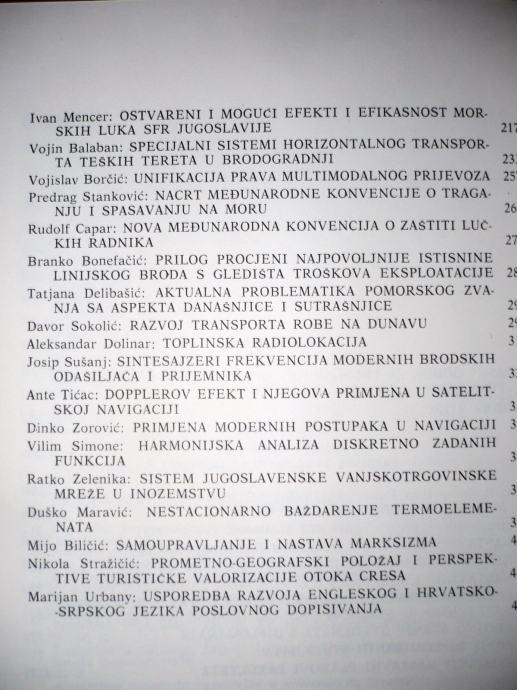 Ivan Mencer: OSTVARENI I MOGUĆI EFEKTI I EFIKASNOST MOR-
SKIH LUKA SFR JUGOSLAVIJE 217
Vojin Balaban: SPECIJALNI SISTEMI HORIZONTALNOG TRANSPOR-
TA TEŠKIH TERETA U BRODOGRADNJI
Vojislav Borčić: UNIFIKACIJA PRAVA MULTIMODALNOG PRIJEVOZA
Predrag Stanković: NACRT MEĐUNARODNE KONVENCIJE O TRAGA-
NJU I SPASAVANJU NA MORU
Rudolf Capar: NOVA MEĐUNARODNA KONVENCIJA O ZAŠTITI LUČ-
KIH RADNIKA
Branko Bonefačić: PRILOG PROCJENI NAJPOVOLJNIJE ISTISNINE
LINIJSKOG BRODA S GLEDIŠTA TROŠKOVA EKSPLOATACIJE
Tatjana Delibašić: AKTUALNA PROBLEMATIKA POMORSKOG ZVA-
NJA SA ASPEKTA DANAŠNJICE I SUTRAŠNJICE
Davor Sokolić: RAZVOJ TRANSPORTA ROBE NA DUNAVU
Aleksandar Dolinar: TOPLINSKA RADIOLOKACIJA
Josip Sušanj: SINTESAJZERI FREKVENCIJA MODERNIH BRODSKIH
ODAŠILJAČA I PRIJEMNIKA
Ante Tićac: DOPPLEROV EFEKT I NJEGOVA PRIMJENA U SATELIT-
SKOJ NAVIGACIJI
Dinko Zorović: PRIMJENA MODERNIH POSTUPAKA U NAVIGACIJI
Vilim Simone: HARMONIJSKA ANALIZA DISKRETNO ZADANIH
FUNKCIJA
Ratko Zelenika: SISTEM JUGOSLAVENSKE VANJSKOTRGOVINSKE
MREŽE U INOZEMSTVU
Duško Maravić: NESTACIONARNO BAŽDARENJE TERMOELEME-
NATA
Mijo Biličić: SAMOUPRAVLJANJE I NASTAVA MARKSIZMA
Nikola Stražičić: PROMETNO-GEOGRAFSKI POLOŽAJ I PERSPEK-
TIVE TURISTIČKE VALORIZACIJE OTOKA CRESA
Marijan Urbany: USPOREDBA RAZVOJA ENGLESKOG I HRVATSKO-
-SRPSKOG JEZIKA POSLOVNOG DOPISIVANJA